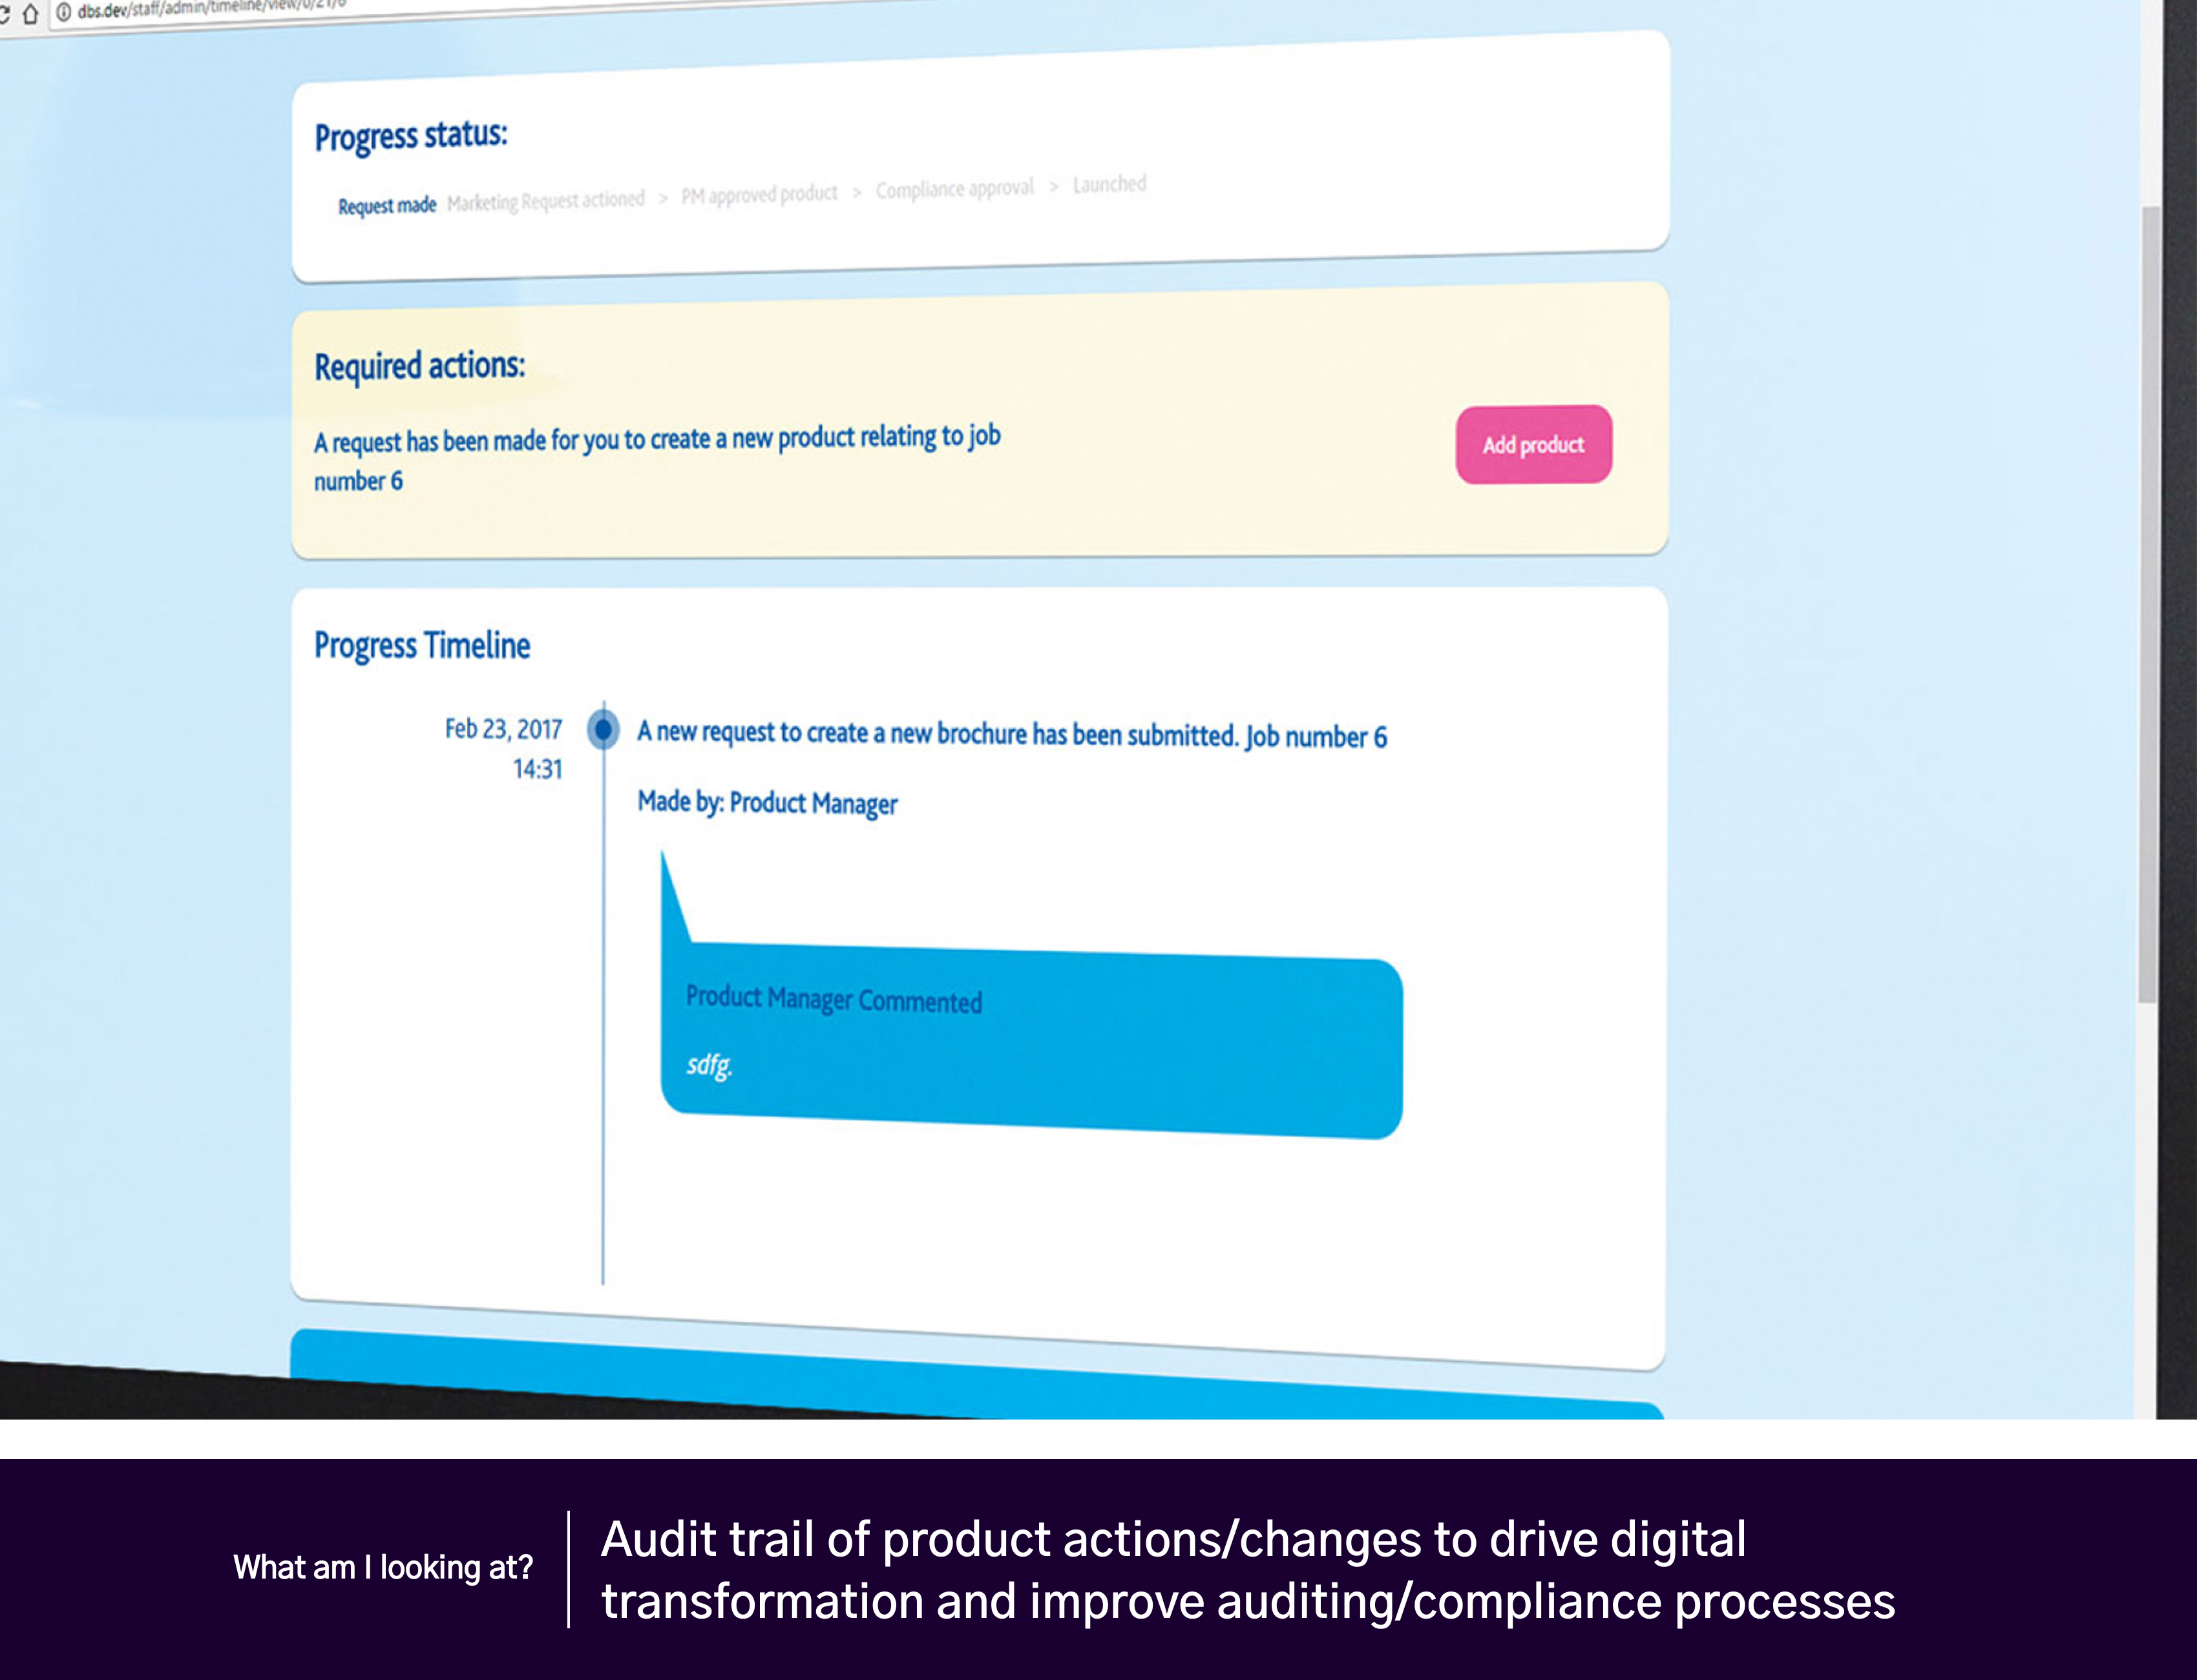 dbs.dev/staff/admin/timeline/view/0/21/6
Progress status:
Request made Marketing Request actioned > PM approved product > Compliance approval > Launched
Required actions:
A request has been made for you to create a new product relating to job
number 6
Add product
Progress Timeline
Feb 23, 2017
14:31
A new request to create a new brochure has been submitted. Job number 6
Made by: Product Manager
Product Manager Commented
sdfg.
What am I looking at?
Audit trail of product actions/changes to drive digital
transformation and improve auditing/compliance processes